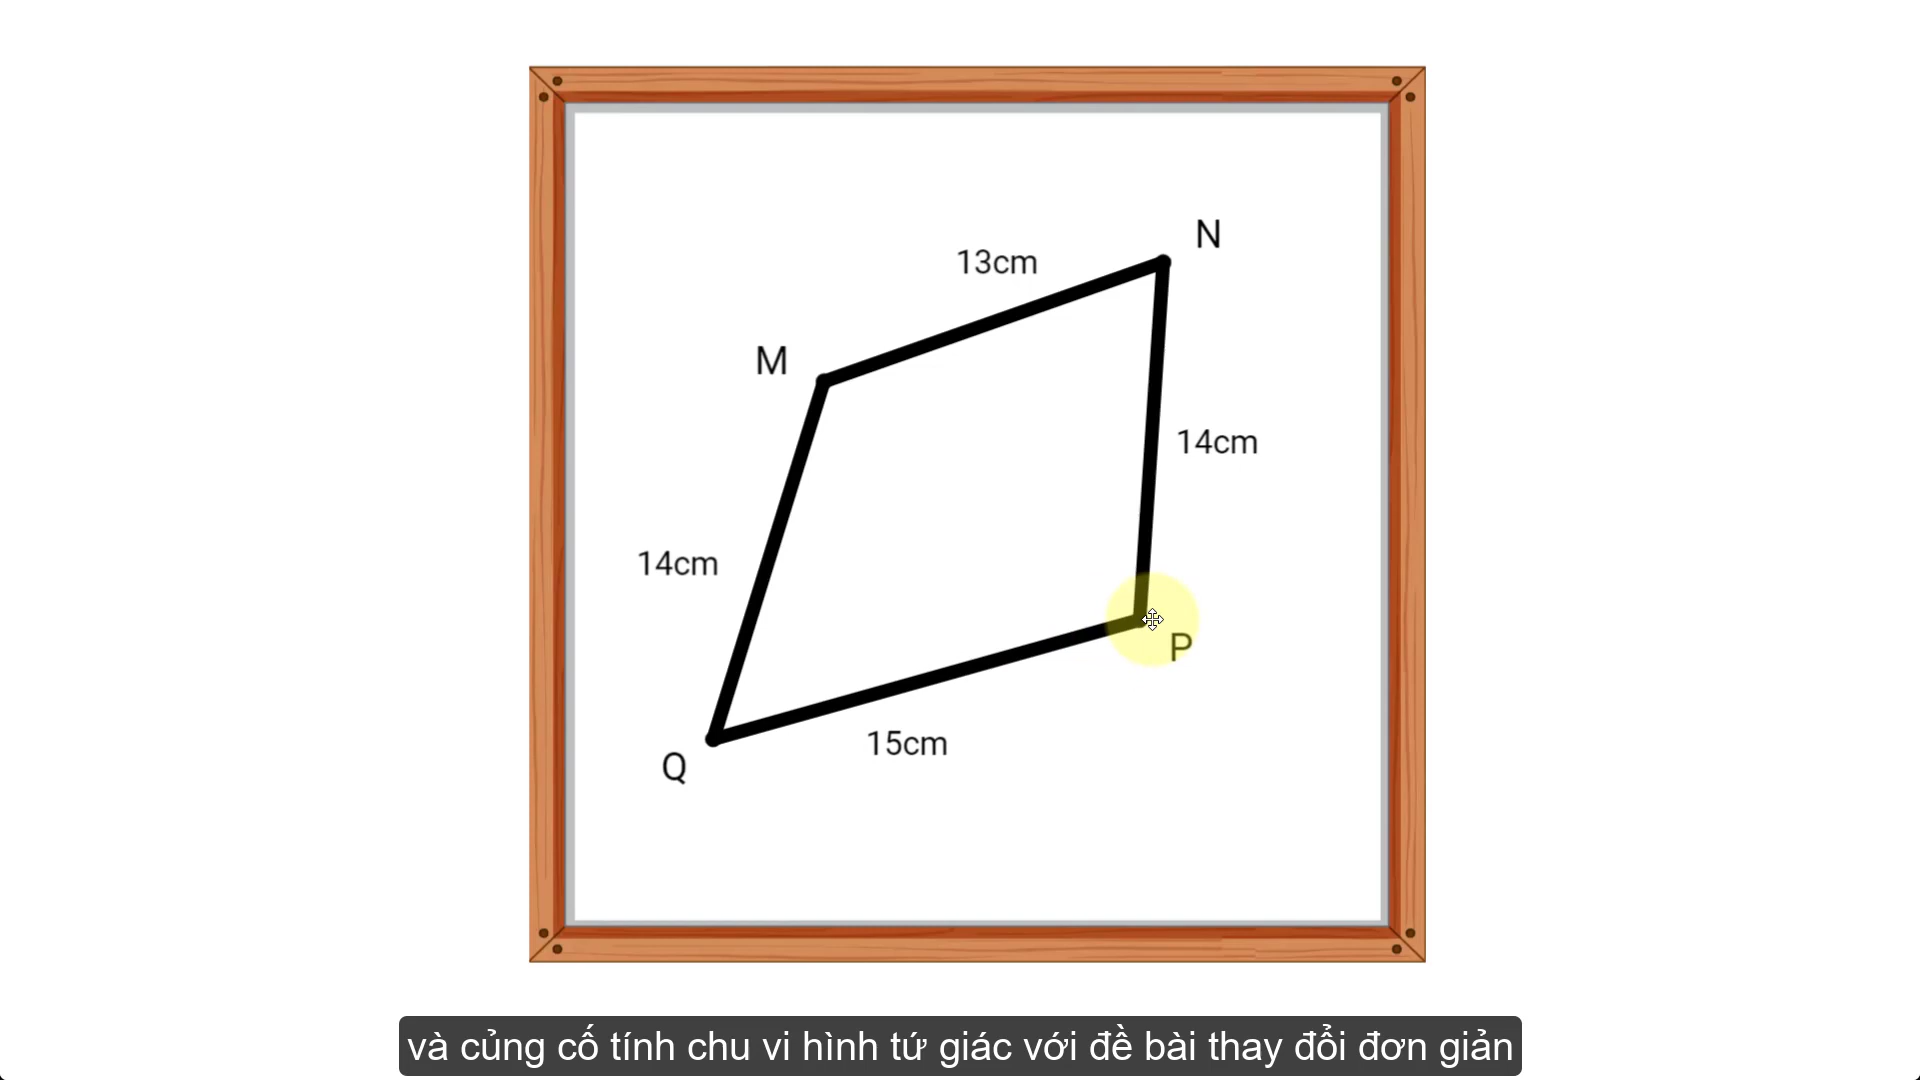 N
13cm
M
14cm
14cm
P
15cm
Q
và củng cố tính chu vi hình tứ giác với đề bài thay đổi đơn giản